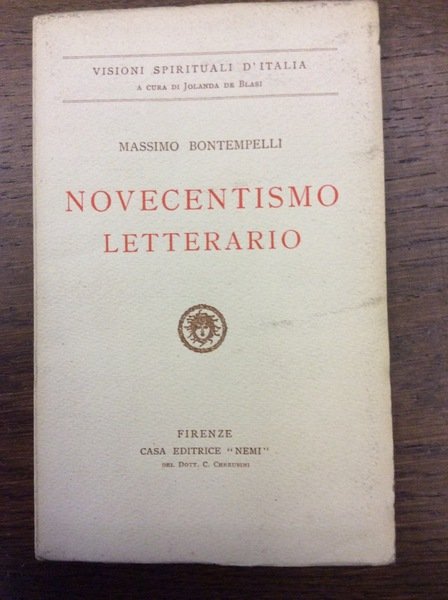 VISIONI SPIRITUALI D'ITALIA
A CURA DI JOLANDA DE BLASI
MASSIMO BONTEMPELLI
NOVECENTISMO
LETTERARIO
FIRENZE
CASA EDITRICE "NEMI"
DEL DOTT. C. CHERUBINI